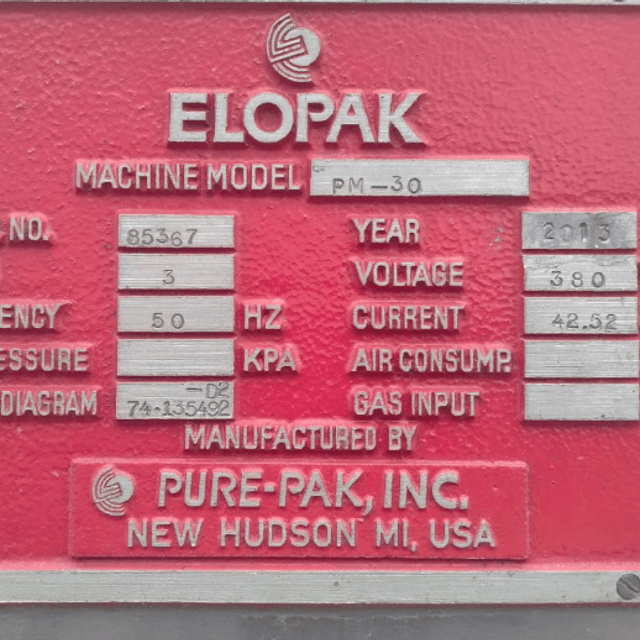 ELOPAK
MACHINE MODEL PM-30
NO. 85367 YEAR 2013
3 VOLTAGE 380
ENCY 50 HZ CURRENT 42.52
ESSURE KPA AIR CONSUMP.
DIAGRAM 74-135492 -D2 GAS INPUT
MANUFACTURED BY
PURE-PAK, INC.
NEW HUDSON MI, USA